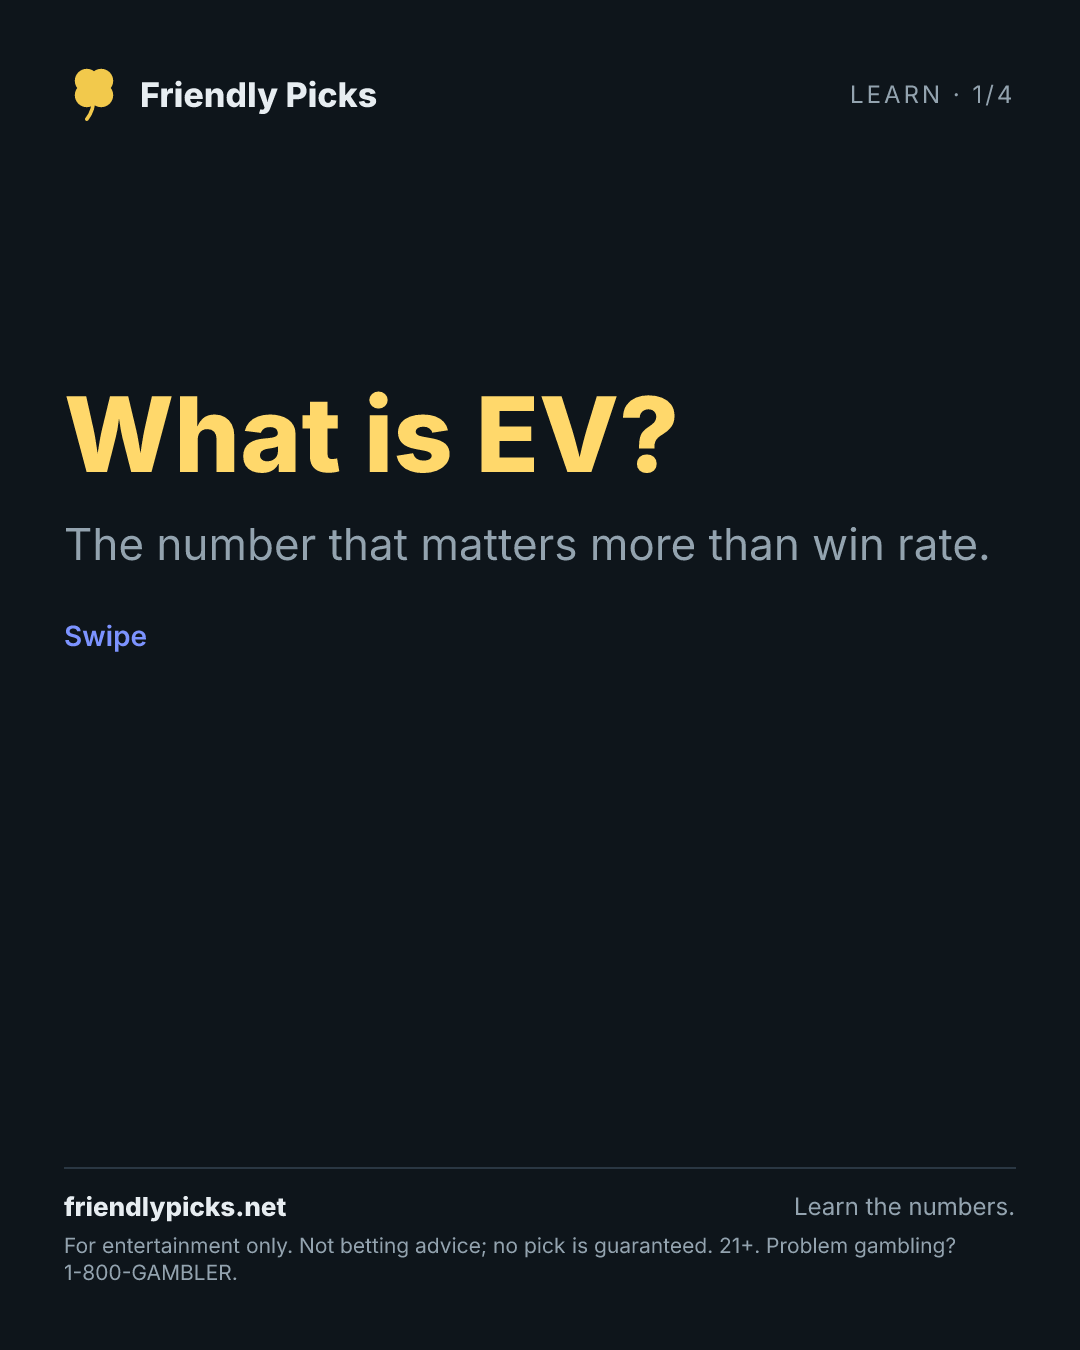 Friendly Picks
LEARN · 1/4
What is EV?
The number that matters more than win rate.
Swipe
friendlypicks.net
Learn the numbers.
For entertainment only. Not betting advice; no pick is guaranteed. 21+. Problem gambling?
1-800-GAMBLER.